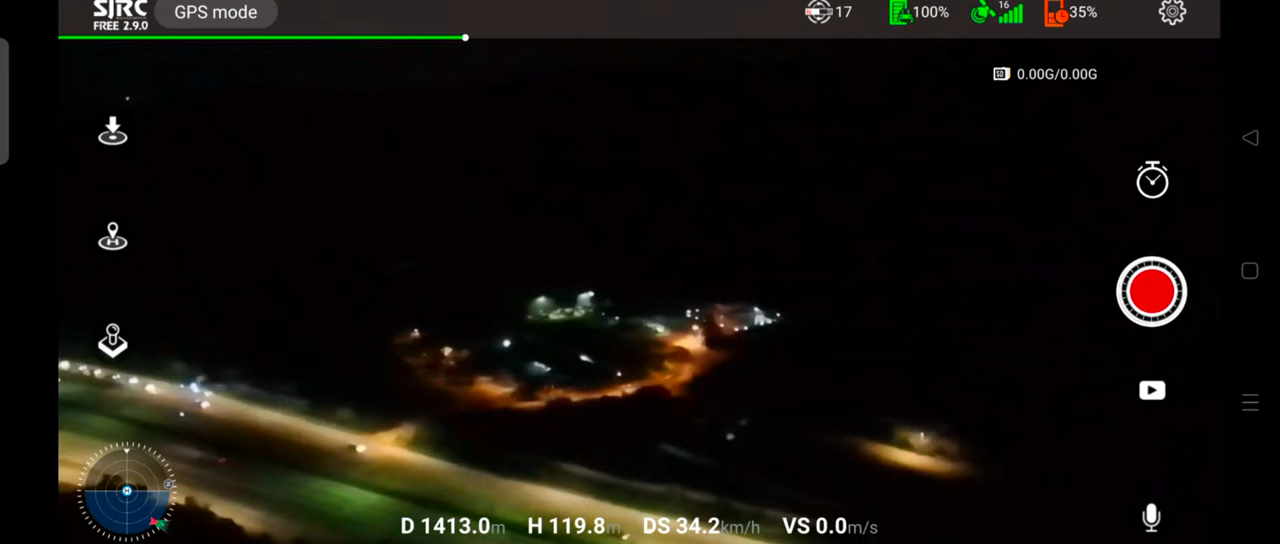 SJRC
FREE 2.9.0
GPS mode
17
100%
16
35%
SD 0.00G/0.00G
N
H
D 1413.0m H 119.8m DS 34.2km/h VS 0.0m/s